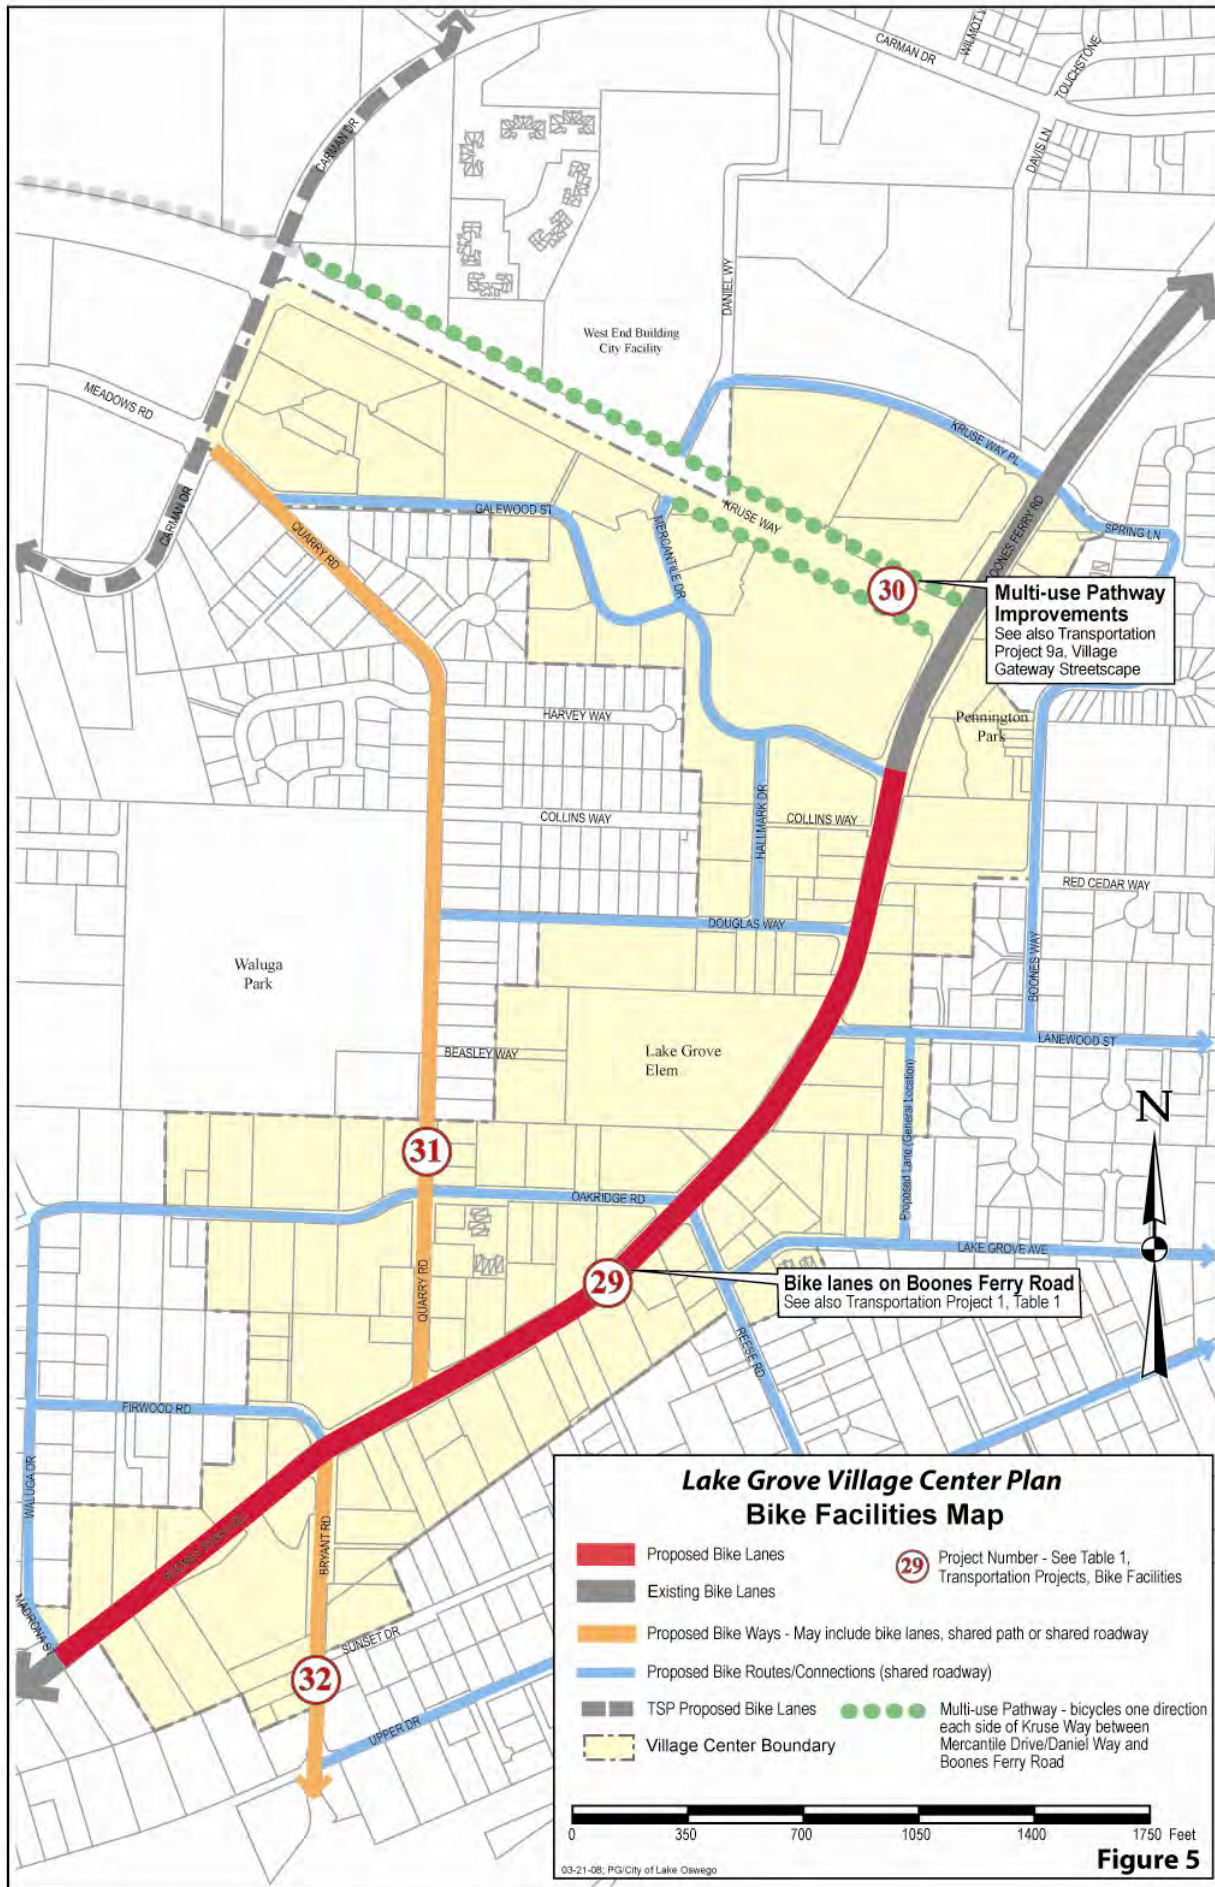 CARMAN DR
WILMOT
TOUCHSTONE
DAVIS LN
CARMAN DR
DANIEL WY
West End Building
City Facility
MEADOWS RD
KRUSE WAY PL
CARMAN DR
QUARRY RD
GALEWOOD ST
MERCANTILE DR
KRUSE WAY
BOONES FERRY RD
SPRING LN
30
Multi-use Pathway
Improvements
See also Transportation
Project 9a, Village
Gateway Streetscape
HARVEY WAY
Pennington
Park
COLLINS WAY
HALLMARK DR
COLLINS WAY
RED CEDAR WAY
DOUGLAS WAY
Waluga
Park
BOONES WAY
LANEWOOD ST
BEASLEY WAY
Lake Grove
Elem
Proposed Lane (General Location)
N
31
OAKRIDGE RD
LAKE GROVE AVE
QUARRY RD
29
Bike lanes on Boones Ferry Road
See also Transportation Project 1, Table 1
REESE RD
FIRWOOD RD
WALUGA DR
BOONES FERRY RD
BRYANT RD
MADRONA ST
SUNSET DR
32
UPPER DR
Lake Grove Village Center Plan
Bike Facilities Map
Proposed Bike Lanes
Existing Bike Lanes
29 Project Number - See Table 1,
Transportation Projects, Bike Facilities
Proposed Bike Ways - May include bike lanes, shared path or shared roadway
Proposed Bike Routes/Connections (shared roadway)
TSP Proposed Bike Lanes
Village Center Boundary
Multi-use Pathway - bicycles one direction
each side of Kruse Way between
Mercantile Drive/Daniel Way and
Boones Ferry Road
0 350 700 1050 1400 1750 Feet
03-21-08; PG/City of Lake Oswego
Figure 5